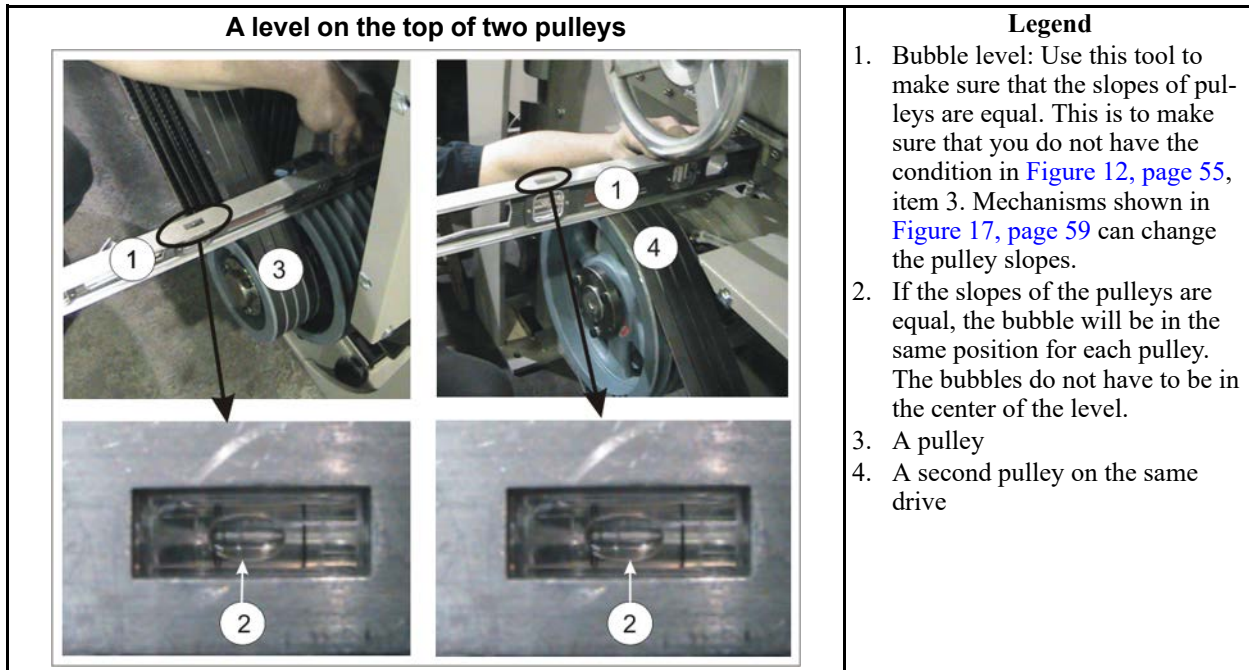 A level on the top of two pulleys
1
3
1
4
2
2
Legend
1. Bubble level: Use this tool to
make sure that the slopes of pul-
leys are equal. This is to make
sure that you do not have the
condition in Figure 12, page 55,
item 3. Mechanisms shown in
Figure 17, page 59 can change
the pulley slopes.
2. If the slopes of the pulleys are
equal, the bubble will be in the
same position for each pulley.
The bubbles do not have to be in
the center of the level.
3. A pulley
4. A second pulley on the same
drive